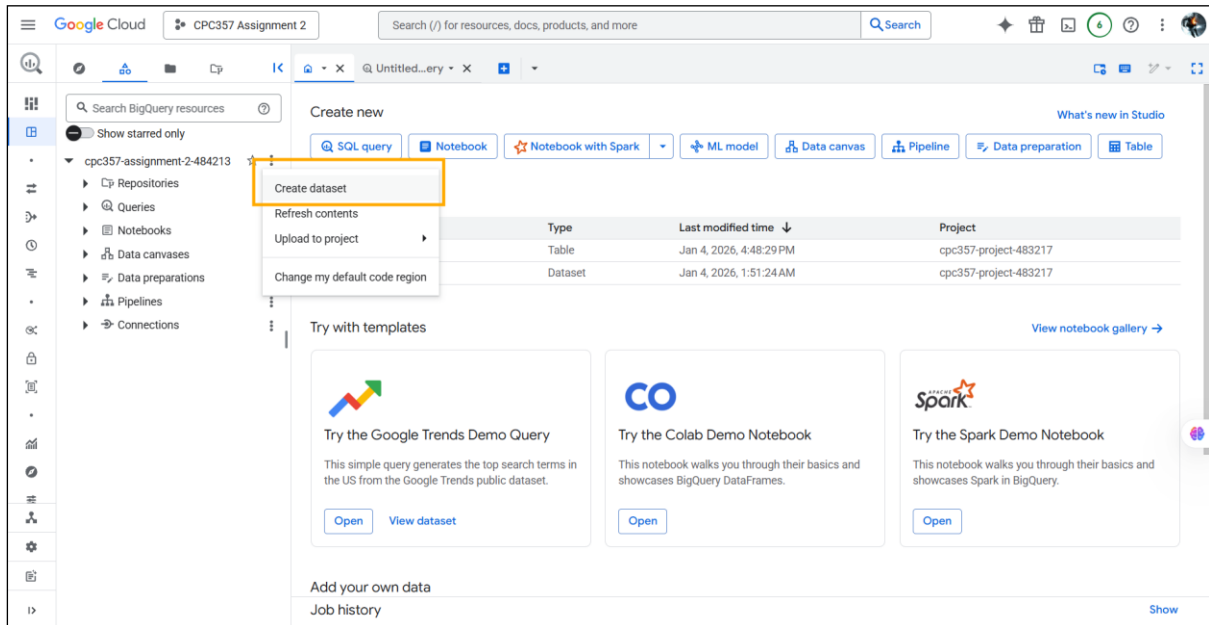 Google Cloud
CPC357 Assignment 2
Search (/) for resources, docs, products, and more
Search
6
Untitled...ery
Search BigQuery resources
Show starred only
cpc357-assignment-2-484213
Repositories
Queries
Notebooks
Data canvases
Data preparations
Pipelines
Connections
Create dataset
Refresh contents
Upload to project
Change my default code region
Create new
What's new in Studio
SQL query
Notebook
Notebook with Spark
ML model
Data canvas
Pipeline
Data preparation
Table
Type
Last modified time
Project
Table
Jan 4, 2026, 4:48:29 PM
cpc357-project-483217
Dataset
Jan 4, 2026, 1:51:24 AM
cpc357-project-483217
Try with templates
View notebook gallery
Try the Google Trends Demo Query
This simple query generates the top search terms in
the US from the Google Trends public dataset.
Open
View dataset
CO
Try the Colab Demo Notebook
This notebook walks you through their basics and
showcases BigQuery DataFrames.
Open
APACHE
Spark
Try the Spark Demo Notebook
This notebook walks you through their basics and
showcases Spark in BigQuery.
Open
Add your own data
Job history
Show